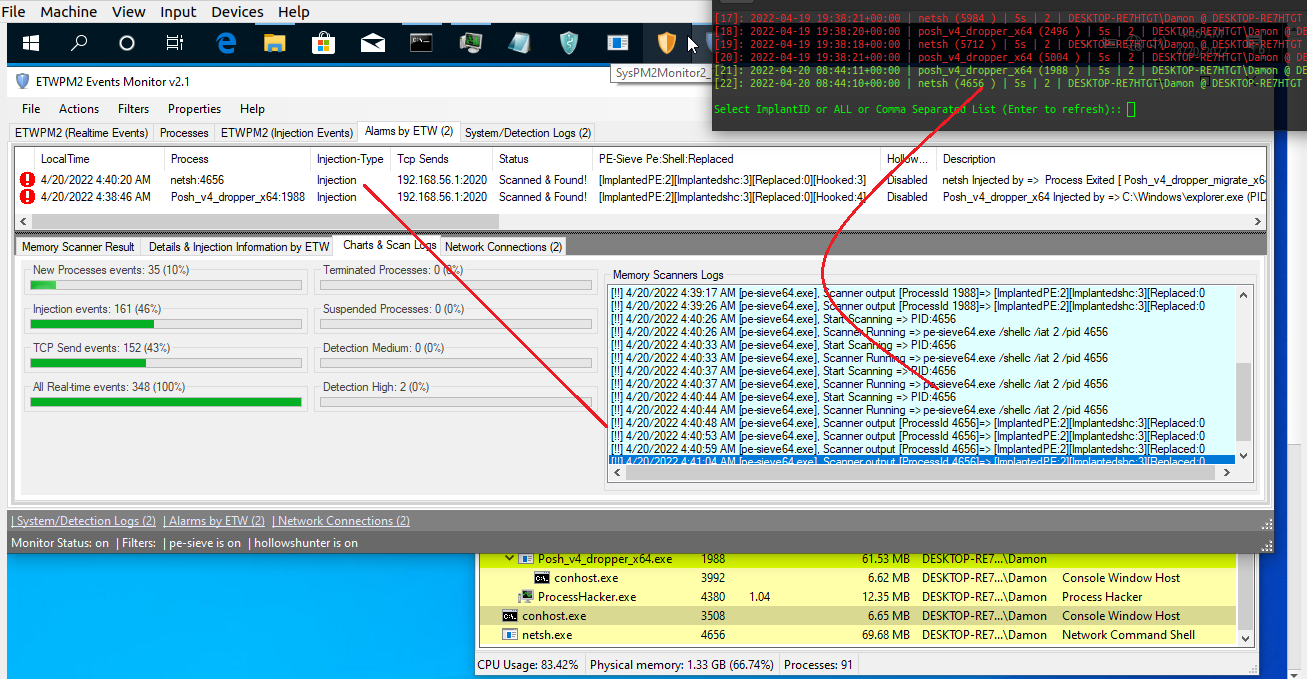 File Machine View Input Devices Help
[17]: 2022-04-19 19:38:21+00:00 | netsh (5984 ) | 5s | 2 | DESKTOP-RE7HTGT\Damon @ DESKTOP-RE7HTGT
[18]: 2022-04-19 19:38:20+00:00 | posh_v4_dropper_x64 (2496 ) | 5s | 2 | DESKTOP-RE7HTGT\Damon @ DE
[19]: 2022-04-19 19:38:18+00:00 | netsh (5712 ) | 5s | 2 | DESKTOP-RE7HTGT\Damon @ DESKTOP-RE7HTGT
[20]: 2022-04-19 19:38:21+00:00 | posh_v4_dropper_x64 (5004 ) | 5s | 2 | DESKTOP-RE7HTGT\Damon @ DE
[21]: 2022-04-20 08:44:11+00:00 | posh_v4_dropper_x64 (1988 ) | 5s | 2 | DESKTOP-RE7HTGT\Damon @ DE
[22]: 2022-04-20 08:44:10+00:00 | netsh (4656 ) | 5s | 2 | DESKTOP-RE7HTGT\Damon @ DESKTOP-RE7HTGT
Select ImplantID or ALL or Comma Separated List (Enter to refresh)::
SysPM2Monitor2_
ETWPM2 Events Monitor v2.1
File Actions Filters Properties Help
ETWPM2 (Realtime Events) Processes ETWPM2 (Injection Events) Alarms by ETW (2) System/Detection Logs (2)
LocalTime Process Injection-Type Tcp Sends Status PE-Sieve Pe:Shell:Replaced Hollow... Description
4/20/2022 4:40:20 AM netsh:4656 Injection 192.168.56.1:2020 Scanned & Found! [ImplantedPE:2][Implantedshc:3][Replaced:0][Hooked:3] Disabled netsh Injected by => Process Exited [ Posh_v4_dropper_migrate_x64
4/20/2022 4:38:46 AM Posh_v4_dropper_x64:1988 Injection 192.168.56.1:2020 Scanned & Found! [ImplantedPE:2][Implantedshc:3][Replaced:0][Hooked:4] Disabled Posh_v4_dropper_x64 Injected by => C:\Windows\explorer.exe (PID
Memory Scanner Result Details & Injection Information by ETW Charts & Scan Logs Network Connections (2)
New Processes events: 35 (10%)
Terminated Processes: 0 (0%)
Injection events: 161 (46%)
Suspended Processes: 0 (0%)
TCP Send events: 152 (43%)
Detection Medium: 0 (0%)
All Real-time events: 348 (100%)
Detection High: 2 (0%)
Memory Scanners Logs
[!!] 4/20/2022 4:39:17 AM [pe-sieve64.exe], Scanner output [ProcessId 1988]=> [ImplantedPE:2][Implantedshc:3][Replaced:0
[!!] 4/20/2022 4:39:26 AM [pe-sieve64.exe], Scanner output [ProcessId 1988]=> [ImplantedPE:2][Implantedshc:3][Replaced:0
[!!] 4/20/2022 4:40:26 AM [pe-sieve64.exe], Start Scanning => PID:4656
[!!] 4/20/2022 4:40:26 AM [pe-sieve64.exe], Scanner Running => pe-sieve64.exe /shellc /iat 2 /pid 4656
[!!] 4/20/2022 4:40:33 AM [pe-sieve64.exe], Start Scanning => PID:4656
[!!] 4/20/2022 4:40:33 AM [pe-sieve64.exe], Scanner Running => pe-sieve64.exe /shellc /iat 2 /pid 4656
[!!] 4/20/2022 4:40:37 AM [pe-sieve64.exe], Start Scanning => PID:4656
[!!] 4/20/2022 4:40:37 AM [pe-sieve64.exe], Scanner Running => pe-sieve64.exe /shellc /iat 2 /pid 4656
[!!] 4/20/2022 4:40:44 AM [pe-sieve64.exe], Start Scanning => PID:4656
[!!] 4/20/2022 4:40:44 AM [pe-sieve64.exe], Scanner Running => pe-sieve64.exe /shellc /iat 2 /pid 4656
[!!] 4/20/2022 4:40:48 AM [pe-sieve64.exe], Scanner output [ProcessId 4656]=> [ImplantedPE:2][Implantedshc:3][Replaced:0
[!!] 4/20/2022 4:40:53 AM [pe-sieve64.exe], Scanner output [ProcessId 4656]=> [ImplantedPE:2][Implantedshc:3][Replaced:0
[!!] 4/20/2022 4:40:59 AM [pe-sieve64.exe], Scanner output [ProcessId 4656]=> [ImplantedPE:2][Implantedshc:3][Replaced:0
[!!] 4/20/2022 4:41:04 AM [pe-sieve64.exe], Scanner output [ProcessId 4656]=> [ImplantedPE:2][Implantedshc:3][Replaced:0
| System/Detection Logs (2) | Alarms by ETW (2) | Network Connections (2)
Monitor Status: on | Filters: | pe-sieve is on | hollowshunter is on
Posh_v4_dropper_x64.exe 1988 61.53 MB DESKTOP-RE7...\Damon
conhost.exe 3992 6.62 MB DESKTOP-RE7...\Damon Console Window Host
ProcessHacker.exe 4380 1.04 12.35 MB DESKTOP-RE7...\Damon Process Hacker
conhost.exe 3508 6.65 MB DESKTOP-RE7...\Damon Console Window Host
netsh.exe 4656 69.68 MB DESKTOP-RE7...\Damon Network Command Shell
CPU Usage: 83.42% Physical memory: 1.33 GB (66.74%) Processes: 91